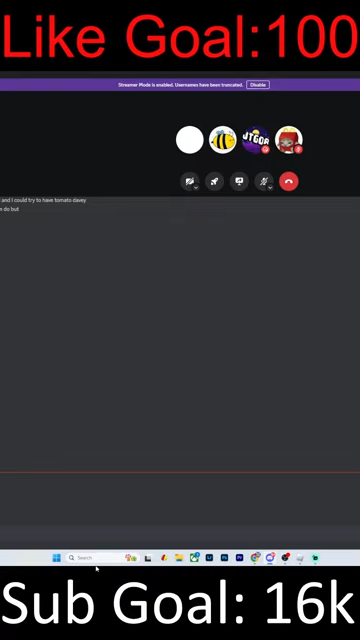 Like Goal:100
Streamer Mode is enabled. Usernames have been truncated. Disable
JTGDA
and I could try to have tomato davey
n do but
Search
Sub Goal: 16k